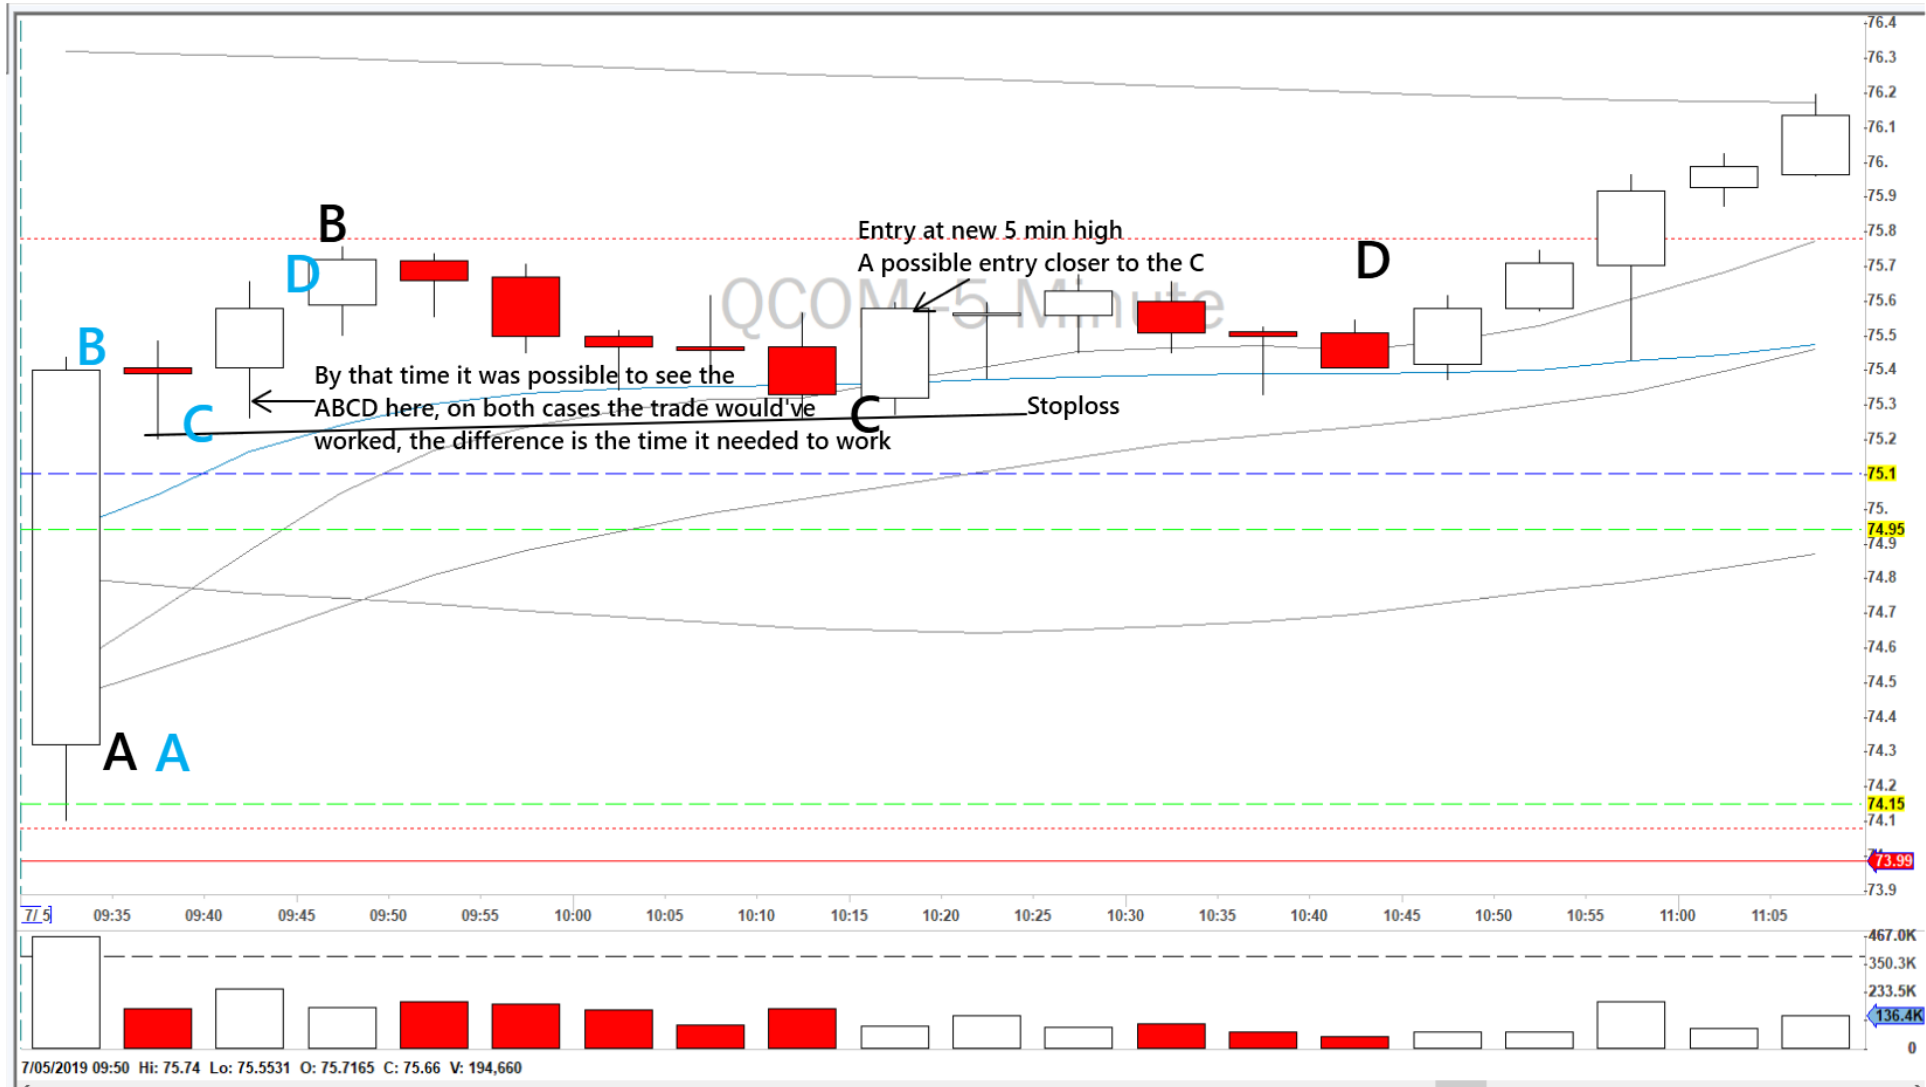 76.4
76.3
76.2
76.1
76.
75.9
75.8
75.7
75.6
75.5
75.4
75.3
75.2
75.1
75.
74.95
74.9
74.8
74.7
74.6
74.5
74.4
74.3
74.2
74.15
74.1
73.99
73.9
QCOM--5 Minute
B
D
B
C
A A
By that time it was possible to see the
ABCD here, on both cases the trade would've
worked, the difference is the time it needed to work
Entry at new 5 min high
A possible entry closer to the C
C
Stoploss
D
7/ 5 09:35 09:40 09:45 09:50 09:55 10:00 10:05 10:10 10:15 10:20 10:25 10:30 10:35 10:40 10:45 10:50 10:55 11:00 11:05
467.0K
350.3K
233.5K
136.4K
0
7/05/2019 09:50 Hi: 75.74 Lo: 75.5531 O: 75.7165 C: 75.66 V: 194,660